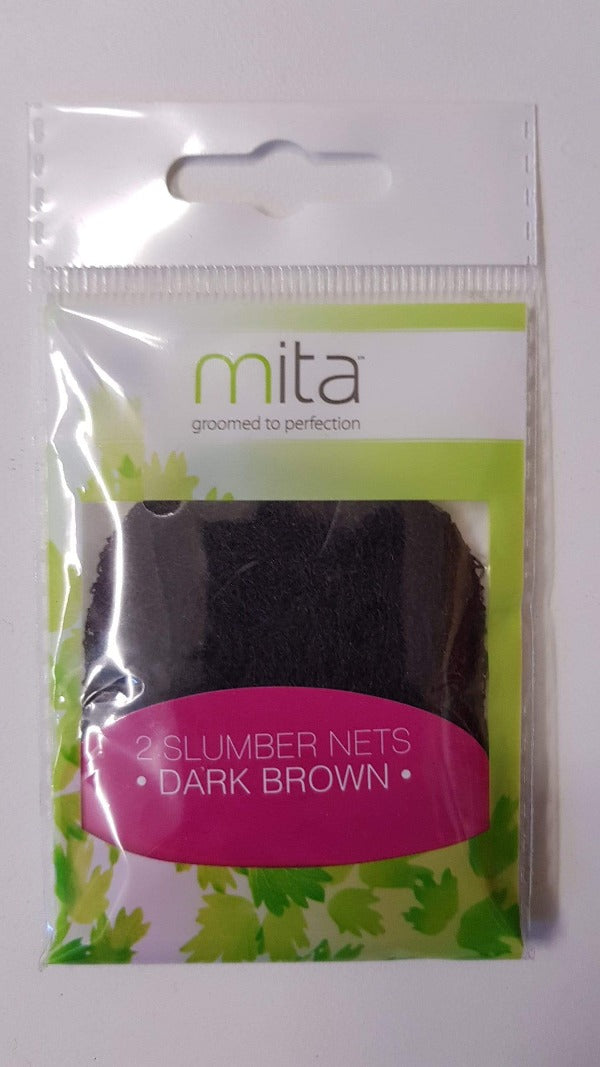 mita™
groomed to perfection
2 SLUMBER NETS
• DARK BROWN •